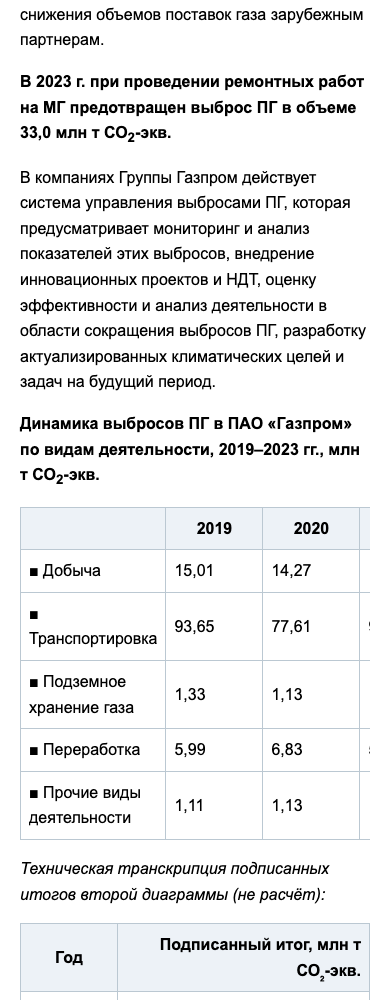 снижения объемов поставок газа зарубежным
партнерам.
В 2023 г. при проведении ремонтных работ
на МГ предотвращен выброс ПГ в объеме
33,0 млн т CO₂-экв.
В компаниях Группы Газпром действует
система управления выбросами ПГ, которая
предусматривает мониторинг и анализ
показателей этих выбросов, внедрение
инновационных проектов и НДТ, оценку
эффективности и анализ деятельности в
области сокращения выбросов ПГ, разработку
актуализированных климатических целей и
задач на будущий период.
Динамика выбросов ПГ в ПАО «Газпром»
по видам деятельности, 2019–2023 гг., млн
т CO₂-экв.
2019 2020
■ Добыча 15,01 14,27
■
Транспортировка 93,65 77,61
■ Подземное
хранение газа 1,33 1,13
■ Переработка 5,99 6,83
■ Прочие виды
деятельности 1,11 1,13
Техническая транскрипция подписанных
итогов второй диаграммы (не расчёт):
Год Подписанный итог, млн т
CO₂-экв.